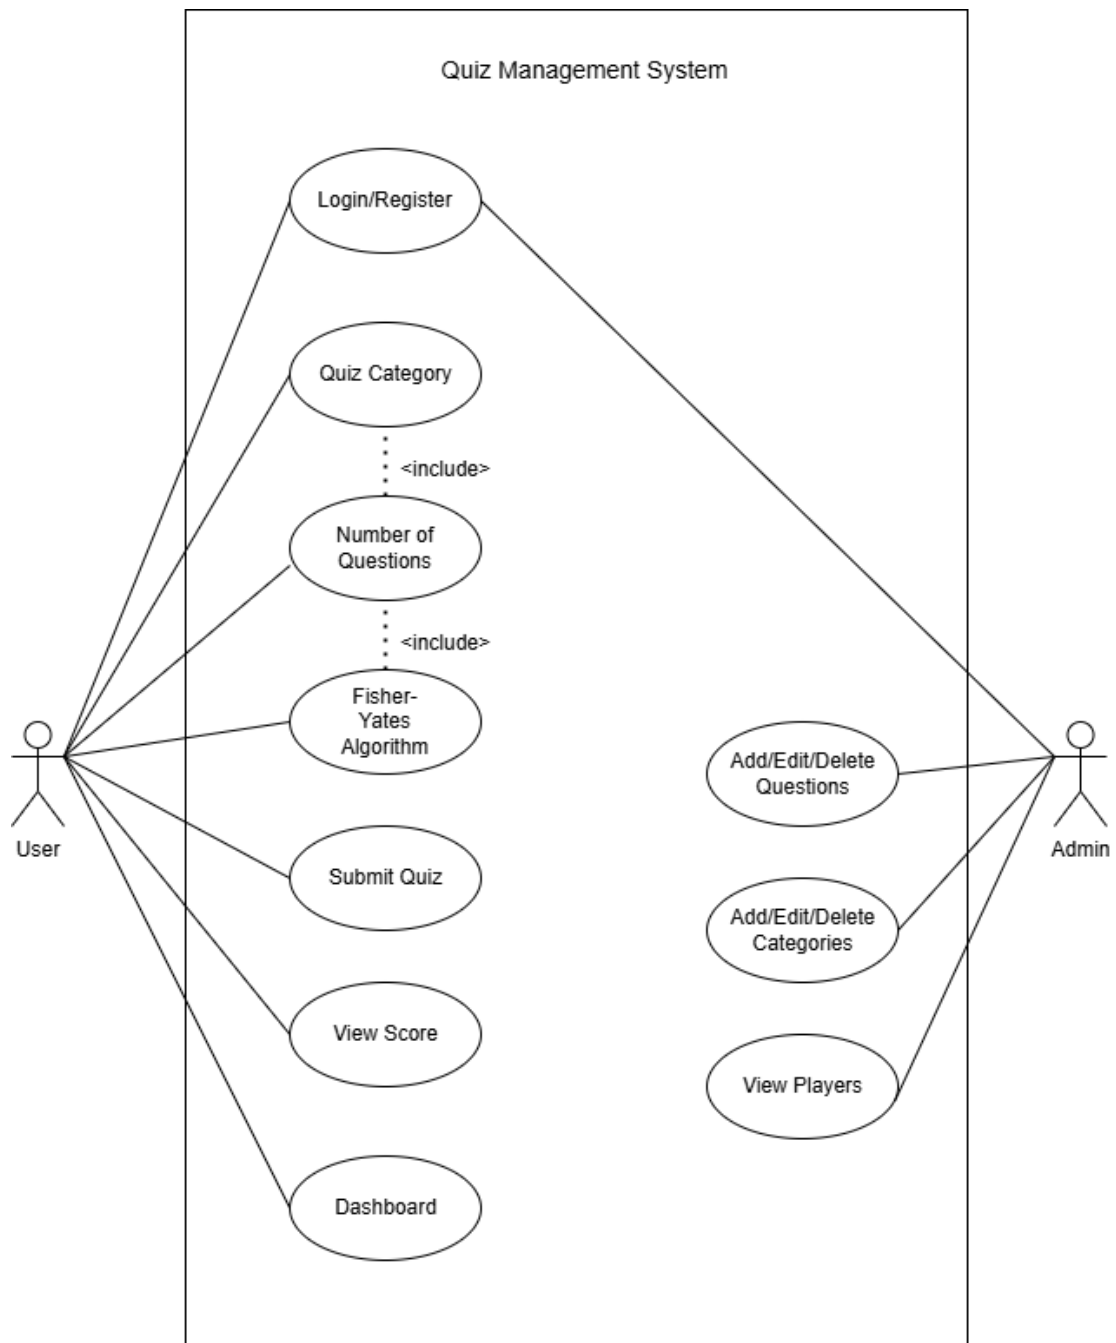 Quiz Management System
Login/Register
Quiz Category
<include>
Number of
Questions
<include>
Fisher-
Yates
Algorithm
User
Submit Quiz
View Score
Dashboard
Add/Edit/Delete
Questions
Admin
Add/Edit/Delete
Categories
View Players